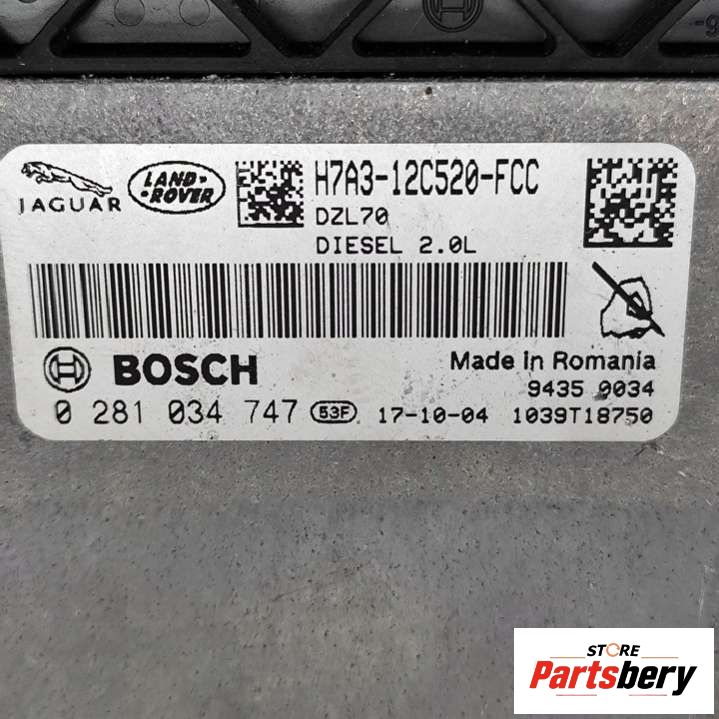 JAGUAR
LAND-
-ROVER
H7A3-12C520-FCC
DZL70
DIESEL 2.0L
BOSCH
Made in Romania
9435 9034
0 281 034 747 53F 17-10-04 1039T18750
STORE
Partsbery